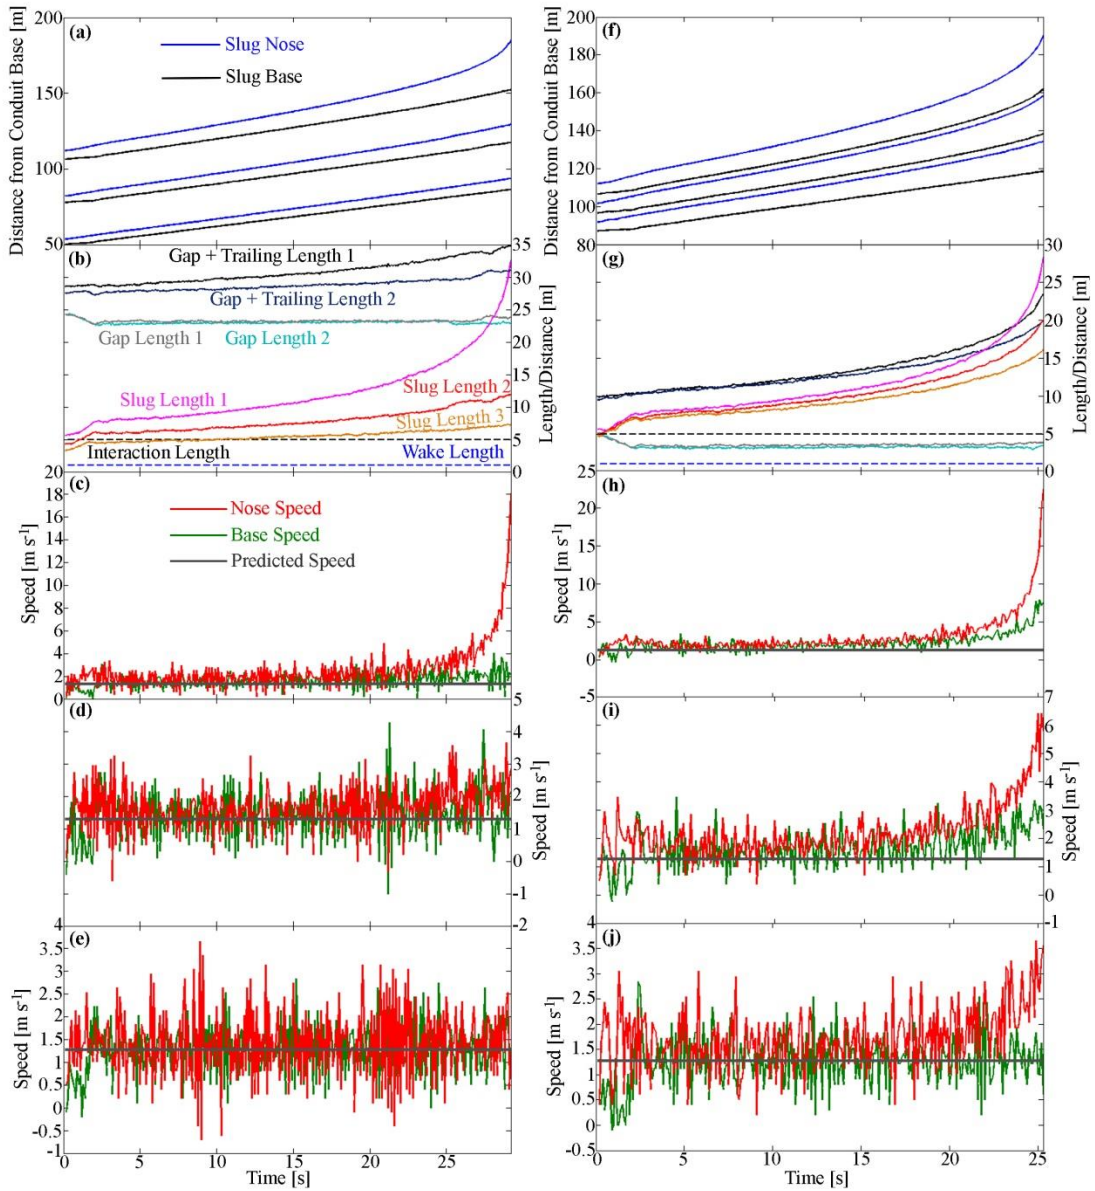 (a)
Slug Nose
Slug Base
Distance from Conduit Base [m]
200
150
100
50
(f)
Distance from Conduit Base [m]
200
180
160
140
120
100
80
(b)
Gap + Trailing Length 1
Gap + Trailing Length 2
Gap Length 1
Gap Length 2
Slug Length 1
Slug Length 2
Slug Length 3
Interaction Length
Wake Length
35
30
25
20
15
10
5
0
Length/Distance [m]
(g)
30
25
20
15
10
5
0
Length/Distance [m]
(c)
Nose Speed
Base Speed
Predicted Speed
Speed [m s-1]
20
18
16
14
12
10
8
6
4
2
0
(h)
Speed [m s-1]
25
20
15
10
5
0
-5
(d)
5
4
3
2
1
0
-1
-2
Speed [m s-1]
(i)
7
6
5
4
3
2
1
0
-1
Speed [m s-1]
(e)
Speed [m s-1]
4
3.5
3
2.5
2
1.5
1
0.5
0
-0.5
-1
0 5 10 15 20 25
Time [s]
(j)
Speed [m s-1]
4
3.5
3
2.5
2
1.5
1
0.5
0
-0.5
0 5 10 15 20 25
Time [s]